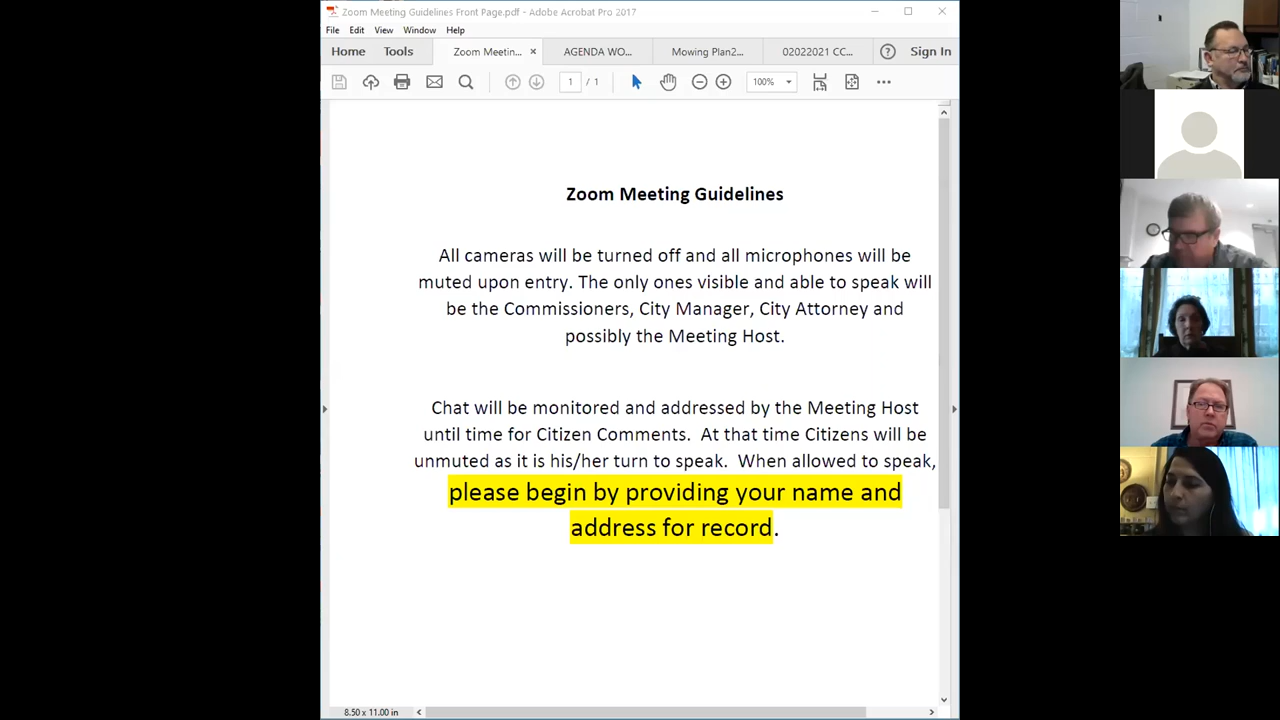 Zoom Meeting Guidelines Front Page.pdf - Adobe Acrobat Pro 2017
File Edit View Window Help
Home Tools Zoom Meetin... × AGENDA WO... Mowing Plan2... 02022021 CC... ? Sign In
1 / 1 100%
Zoom Meeting Guidelines
All cameras will be turned off and all microphones will be
muted upon entry. The only ones visible and able to speak will
be the Commissioners, City Manager, City Attorney and
possibly the Meeting Host.
Chat will be monitored and addressed by the Meeting Host
until time for Citizen Comments. At that time Citizens will be
unmuted as it is his/her turn to speak. When allowed to speak,
please begin by providing your name and
address for record.
8.50 x 11.00 in